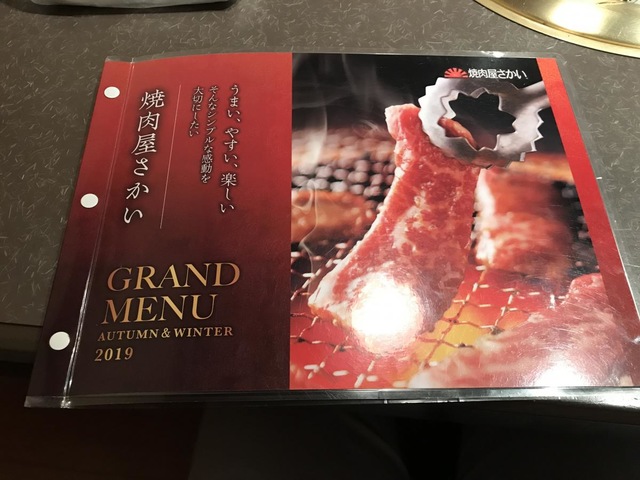 焼肉屋さかい
うまい、やすい、楽しい
そんなシンプルな感動を
大切にしたい
焼肉屋さかい
GRAND
MENU
AUTUMN & WINTER
2019